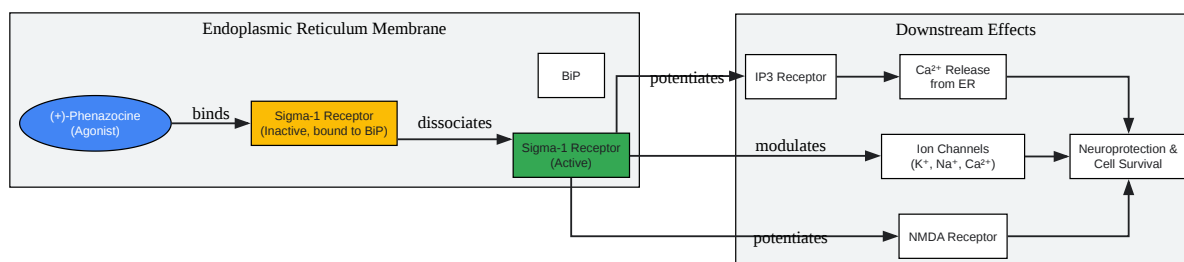 Endoplasmic Reticulum Membrane
(+)-Phenazocine
(Agonist)
binds
Sigma-1 Receptor
(Inactive, bound to BiP)
dissociates
BiP
Sigma-1 Receptor
(Active)
potentiates
modulates
potentiates
Downstream Effects
IP3 Receptor
Ca²⁺ Release
from ER
Ion Channels
(K⁺, Na⁺, Ca²⁺)
NMDA Receptor
Neuroprotection &
Cell Survival